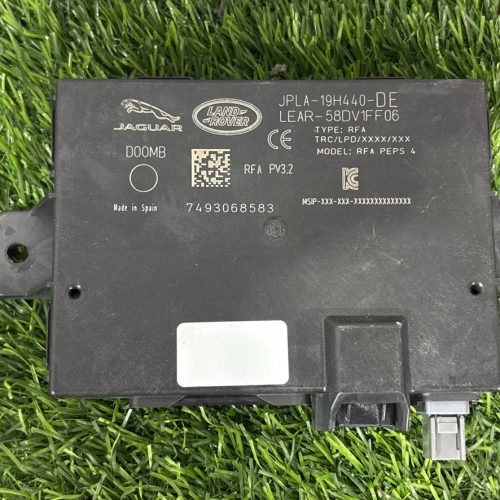 JAGUAR
LAND
ROVER
JPLA-19H440-DE
LEAR-58DV1FF06
CE
TYPE: RFA
TRC/LPD/XXXX/XXX
MODEL: RFA PEPS 4
DOOMB
RFA PV3.2
Made in Spain
7493068583
MSIP-XXX-XXX-XXXXXXXXXXXXXX